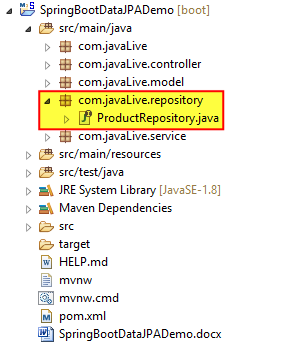 SpringBootDataJPADemo [boot]
src/main/java
com.javaLive
com.javaLive.controller
com.javaLive.model
com.javaLive.repository
ProductRepository.java
com.javaLive.service
src/main/resources
src/test/java
JRE System Library [JavaSE-1.8]
Maven Dependencies
src
target
HELP.md
mvnw
mvnw.cmd
pom.xml
SpringBootDataJPADemo.docx